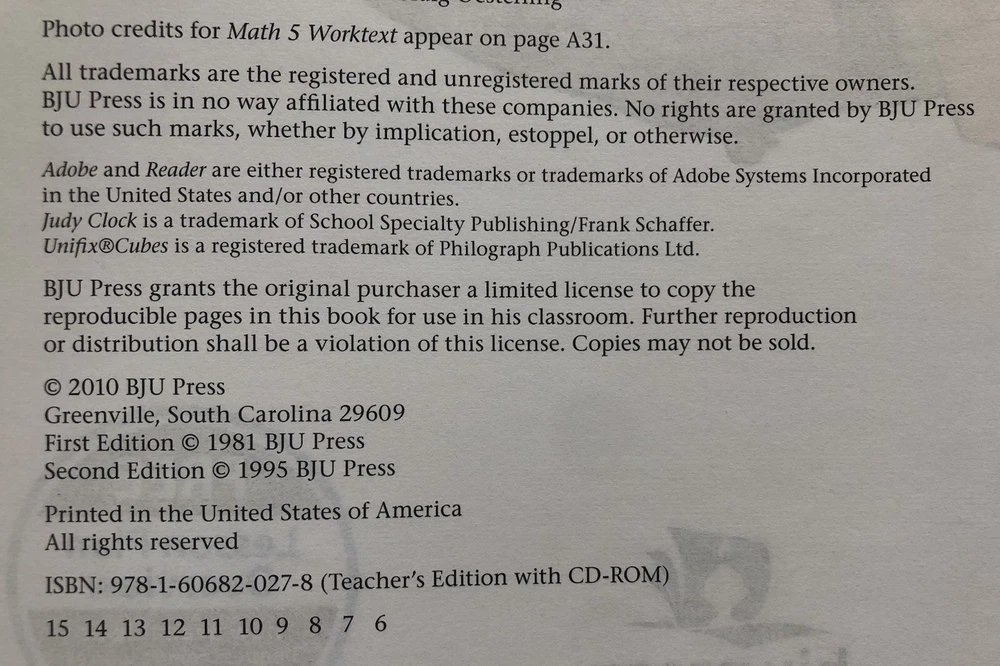 Photo credits for Math 5 Worktext appear on page A31.
All trademarks are the registered and unregistered marks of their respective owners.
BJU Press is in no way affiliated with these companies. No rights are granted by BJU Press
to use such marks, whether by implication, estoppel, or otherwise.
Adobe and Reader are either registered trademarks or trademarks of Adobe Systems Incorporated
in the United States and/or other countries.
Judy Clock is a trademark of School Specialty Publishing/Frank Schaffer.
Unifix®Cubes is a registered trademark of Philograph Publications Ltd.
BJU Press grants the original purchaser a limited license to copy the
reproducible pages in this book for use in his classroom. Further reproduction
or distribution shall be a violation of this license. Copies may not be sold.
© 2010 BJU Press
Greenville, South Carolina 29609
First Edition © 1981 BJU Press
Second Edition © 1995 BJU Press
Printed in the United States of America
All rights reserved
ISBN: 978-1-60682-027-8 (Teacher's Edition with CD-ROM)
15 14 13 12 11 10 9 8 7 6